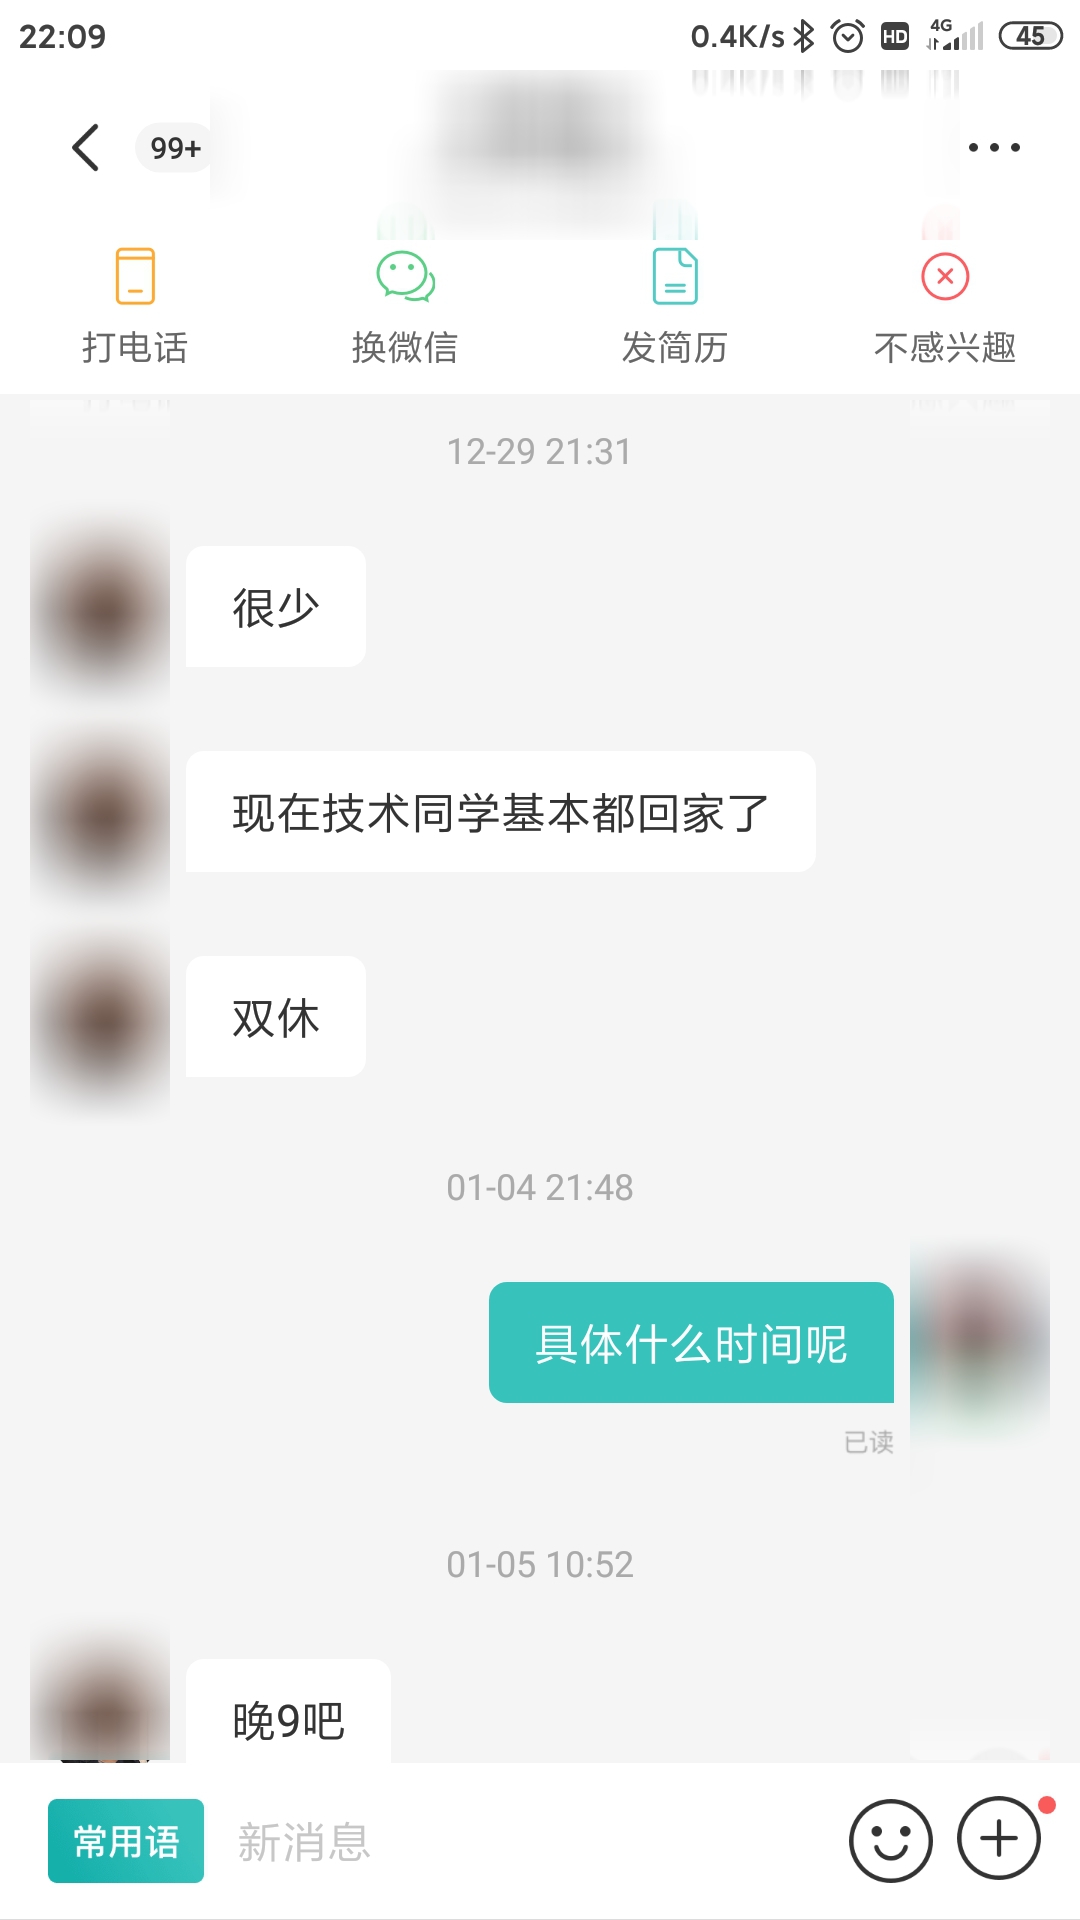 22:09 0.4K/s HD 4G 45
99+
打电话 换微信 发简历 不感兴趣
12-29 21:31
很少
现在技术同学基本都回家了
双休
01-04 21:48
具体什么时间呢
已读
01-05 10:52
晚9吧
常用语 新消息